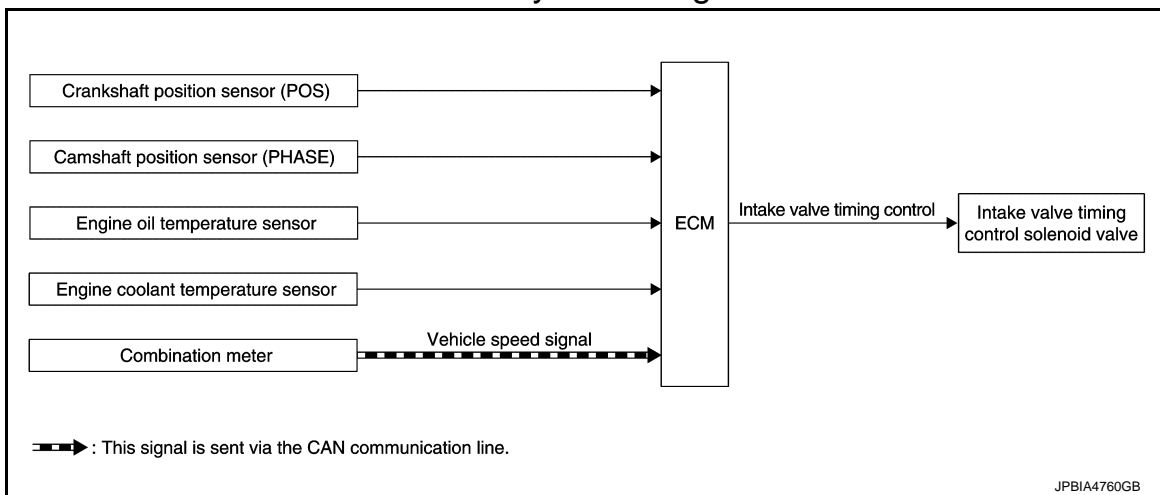 Crankshaft position sensor (POS)
Camshaft position sensor (PHASE)
Engine oil temperature sensor
Engine coolant temperature sensor
Combination meter
Vehicle speed signal
ECM
Intake valve timing control
Intake valve timing
control solenoid valve
: This signal is sent via the CAN communication line.
JPBIA4760GB